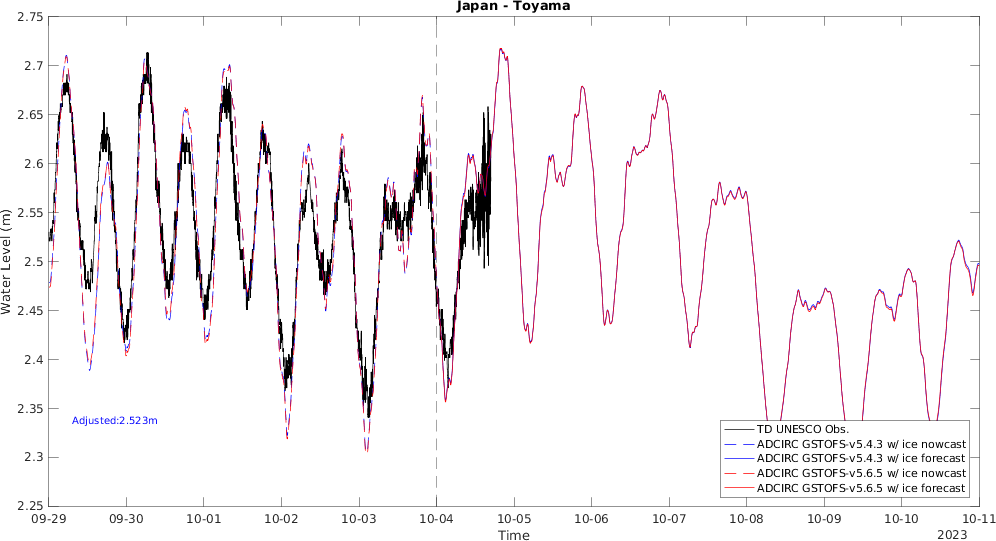 Japan - Toyama
2.75
2.7
2.65
2.6
2.55
2.5
2.45
2.4
2.35
2.3
2.25
Water Level (m)
Adjusted:2.523m
TD UNESCO Obs.
ADCIRC GSTOFS-v5.4.3 w/ ice nowcast
ADCIRC GSTOFS-v5.4.3 w/ ice forecast
ADCIRC GSTOFS-v5.6.5 w/ ice nowcast
ADCIRC GSTOFS-v5.6.5 w/ ice forecast
09-29 09-30 10-01 10-02 10-03 10-04 10-05 10-06 10-07 10-08 10-09 10-10 10-11
Time
2023